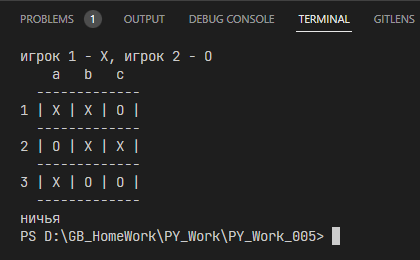 PROBLEMS 1 OUTPUT DEBUG CONSOLE TERMINAL GITLENS
игрок 1 - X, игрок 2 - O
a b c
-------------
1 | X | X | O |
-------------
2 | O | X | X |
-------------
3 | X | O | O |
-------------
ничья
PS D:\GB_HomeWork\PY_Work\PY_Work_005>